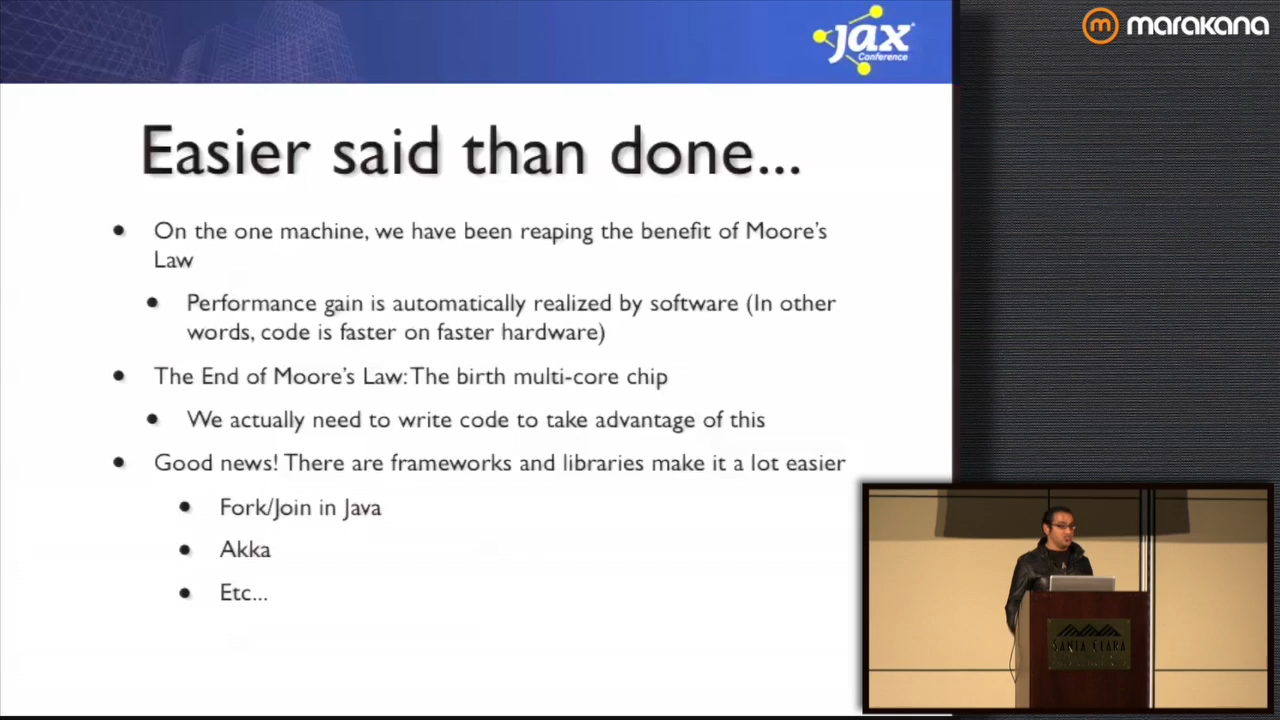 jax
Conference
marakana
Easier said than done...
• On the one machine, we have been reaping the benefit of Moore's
Law
• Performance gain is automatically realized by software (In other
words, code is faster on faster hardware)
• The End of Moore's Law: The birth multi-core chip
• We actually need to write code to take advantage of this
• Good news! There are frameworks and libraries make it a lot easier
• Fork/Join in Java
• Akka
• Etc...
SANTA CLARA